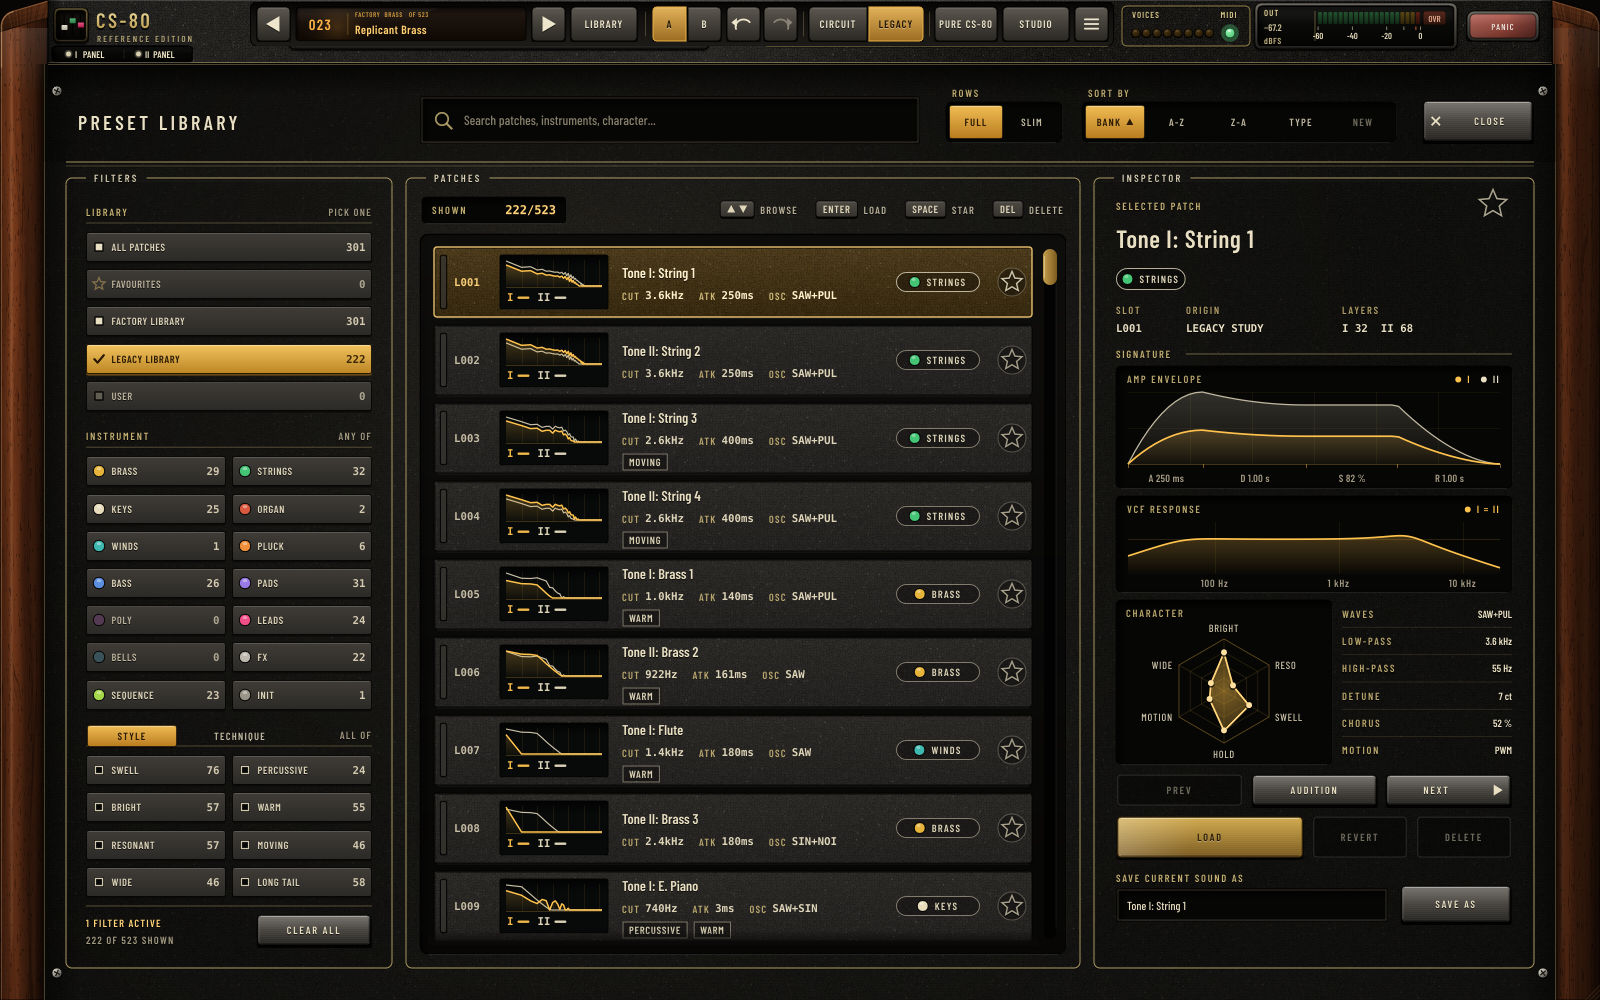 CS-80
REFERENCE EDITION
I PANEL
II PANEL
023
FACTORY BRASS OF 523
Replicant Brass
LIBRARY
A
B
CIRCUIT
LEGACY
PURE CS-80
STUDIO
VOICES
MIDI
OUT
-67.2
dBFS
OVR
-60 -40 -20 0
PANIC
PRESET LIBRARY
Search patches, instruments, character...
ROWS
FULL
SLIM
SORT BY
BANK ▲
A-Z
Z-A
TYPE
NEW
CLOSE
FILTERS
LIBRARY PICK ONE
ALL PATCHES 301
FAVOURITES 0
FACTORY LIBRARY 301
LEGACY LIBRARY 222
USER 0
INSTRUMENT ANY OF
BRASS 29
STRINGS 32
KEYS 25
ORGAN 2
WINDS 1
PLUCK 6
BASS 26
PADS 31
POLY 0
LEADS 24
BELLS 0
FX 22
SEQUENCE 23
INIT 1
STYLE
TECHNIQUE
ALL OF
SWELL 76
PERCUSSIVE 24
BRIGHT 57
WARM 55
RESONANT 57
MOVING 46
WIDE 46
LONG TAIL 58
1 FILTER ACTIVE
222 OF 523 SHOWN
CLEAR ALL
PATCHES
SHOWN 222/523
▲▼ BROWSE
ENTER LOAD
SPACE STAR
DEL DELETE
L001
I II
Tone I: String 1
CUT 3.6kHz ATK 250ms OSC SAW+PUL
STRINGS
L002
I II
Tone II: String 2
CUT 3.6kHz ATK 250ms OSC SAW+PUL
STRINGS
L003
I II
Tone I: String 3
CUT 2.6kHz ATK 400ms OSC SAW+PUL
MOVING
STRINGS
L004
I II
Tone II: String 4
CUT 2.6kHz ATK 400ms OSC SAW+PUL
MOVING
STRINGS
L005
I II
Tone I: Brass 1
CUT 1.0kHz ATK 140ms OSC SAW+PUL
WARM
BRASS
L006
I II
Tone II: Brass 2
CUT 922Hz ATK 161ms OSC SAW
WARM
BRASS
L007
I II
Tone I: Flute
CUT 1.4kHz ATK 180ms OSC SAW
WARM
WINDS
L008
I II
Tone II: Brass 3
CUT 2.4kHz ATK 180ms OSC SIN+NOI
BRASS
L009
I II
Tone I: E. Piano
CUT 740Hz ATK 3ms OSC SAW+SIN
PERCUSSIVE WARM
KEYS
INSPECTOR
SELECTED PATCH
Tone I: String 1
STRINGS
SLOT ORIGIN LAYERS
L001 LEGACY STUDY I 32 II 68
SIGNATURE
AMP ENVELOPE I II
A 250 ms D 1.00 s S 82 % R 1.00 s
VCF RESPONSE I = II
100 Hz 1 kHz 10 kHz
CHARACTER
BRIGHT
WIDE
RESO
MOTION
SWELL
HOLD
WAVES SAW+PUL
LOW-PASS 3.6 kHz
HIGH-PASS 55 Hz
DETUNE 7 ct
CHORUS 52 %
MOTION PWM
PREV
AUDITION
NEXT
LOAD
REVERT
DELETE
SAVE CURRENT SOUND AS
Tone I: String 1
SAVE AS